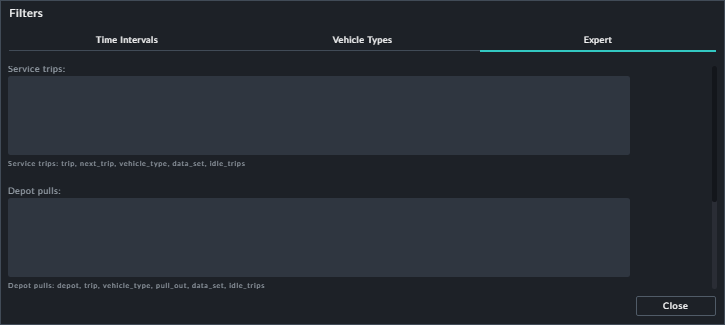 Filters
Time Intervals
Vehicle Types
Expert
Service trips:
Service trips: trip, next_trip, vehicle_type, data_set, idle_trips
Depot pulls:
Depot pulls: depot, trip, vehicle_type, pull_out, data_set, idle_trips
Close